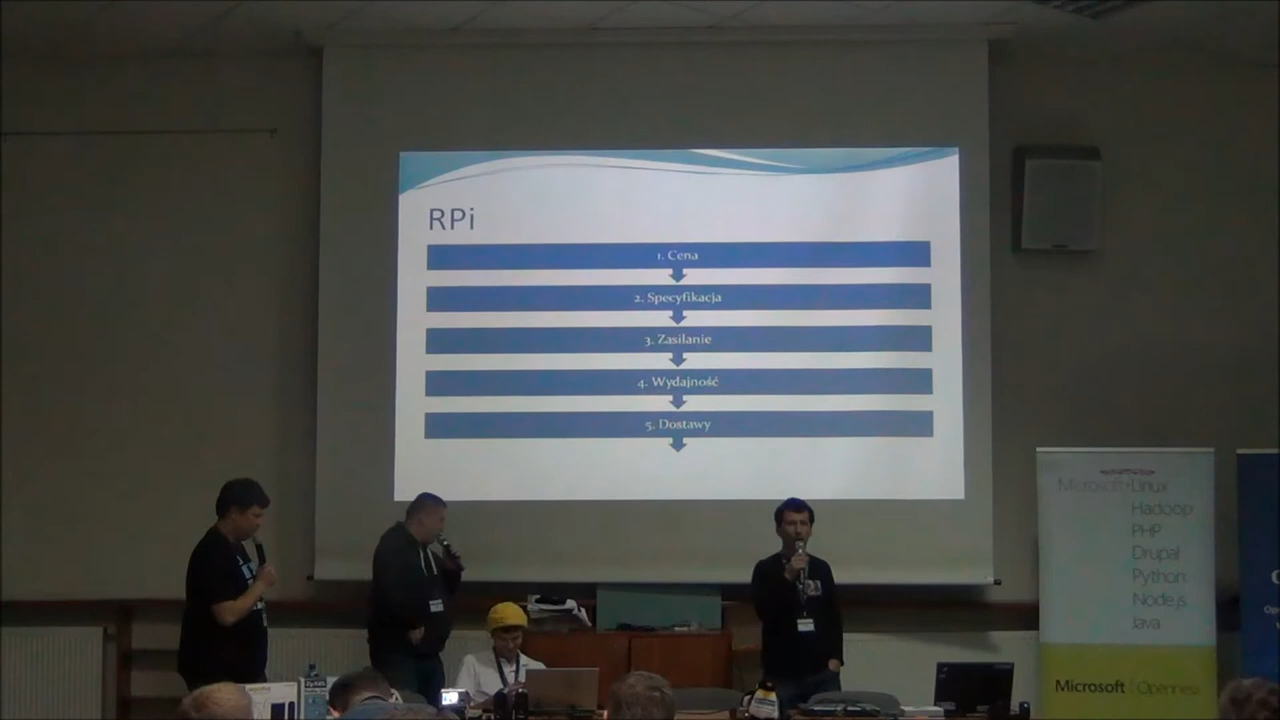 RPi
1. Cena
2. Specyfikacja
3. Zasilanie
4. Wydajność
5. Dostawy
Microsoft+Linux
Hadoop
PHP
Drupal
Python
Node.js
Java
Microsoft / Openness